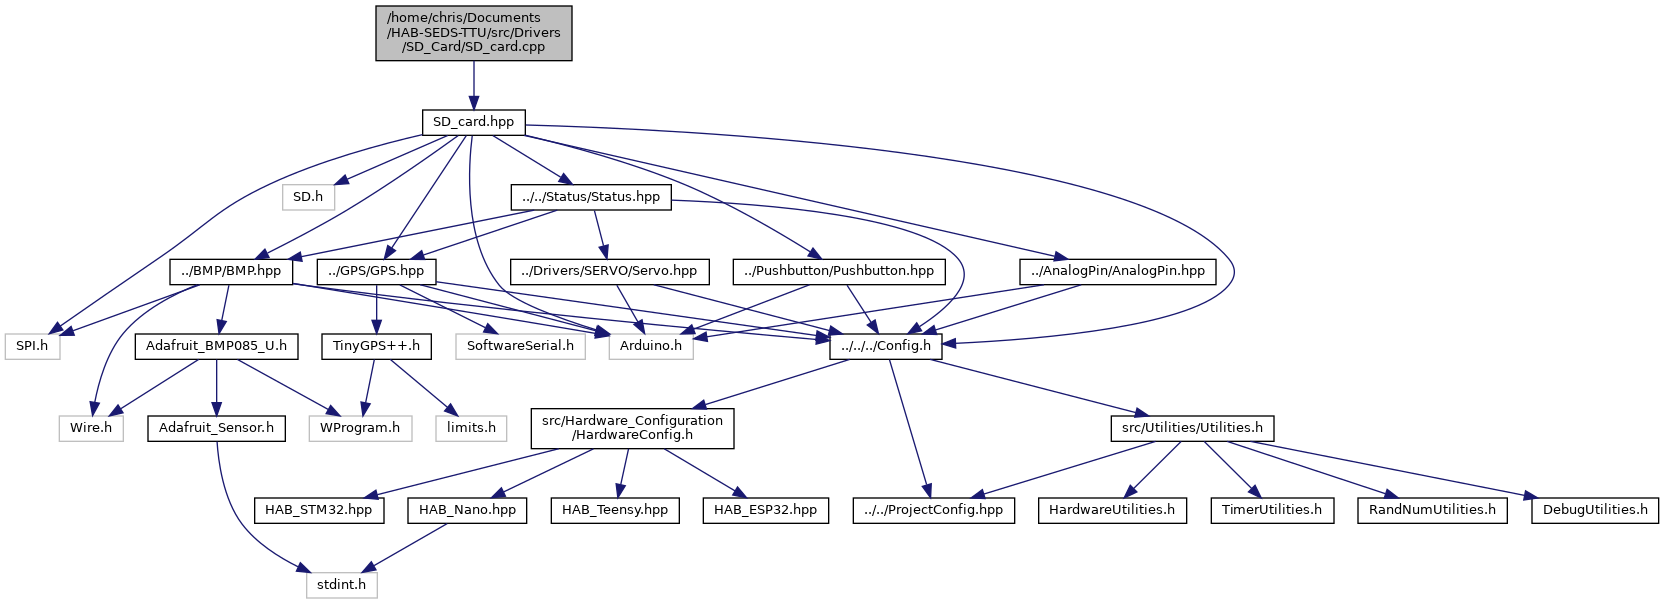 /home/chris/Documents
/HAB-SEDS-TTU/src/Drivers
/SD_Card/SD_card.cpp
SD_card.hpp
SD.h
../../Status/Status.hpp
../BMP/BMP.hpp
../GPS/GPS.hpp
../Drivers/SERVO/Servo.hpp
../Pushbutton/Pushbutton.hpp
../AnalogPin/AnalogPin.hpp
SPI.h
Adafruit_BMP085_U.h
TinyGPS++.h
SoftwareSerial.h
Arduino.h
../../../Config.h
Wire.h
Adafruit_Sensor.h
WProgram.h
limits.h
src/Hardware_Configuration
/HardwareConfig.h
src/Utilities/Utilities.h
HAB_STM32.hpp
HAB_Nano.hpp
HAB_Teensy.hpp
HAB_ESP32.hpp
../../ProjectConfig.hpp
HardwareUtilities.h
TimerUtilities.h
RandNumUtilities.h
DebugUtilities.h
stdint.h